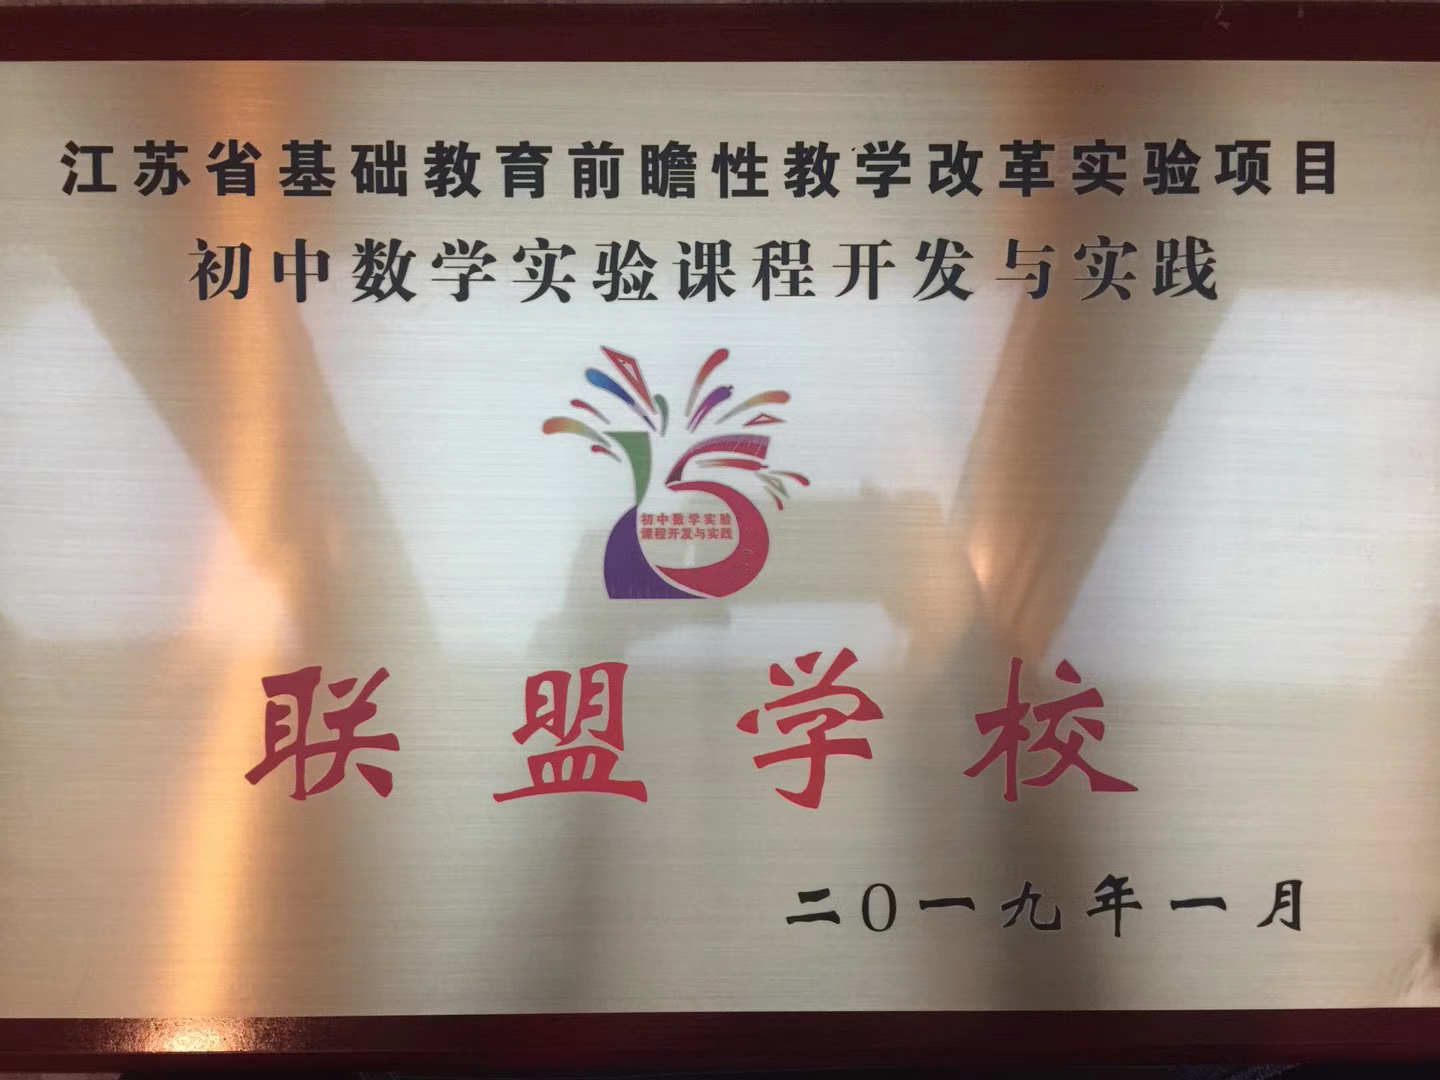 江苏省基础教育前瞻性教学改革实验项目
初中数学实验课程开发与实践
初中数学实验
课程开发与实践
联盟学校
二0一九年一月